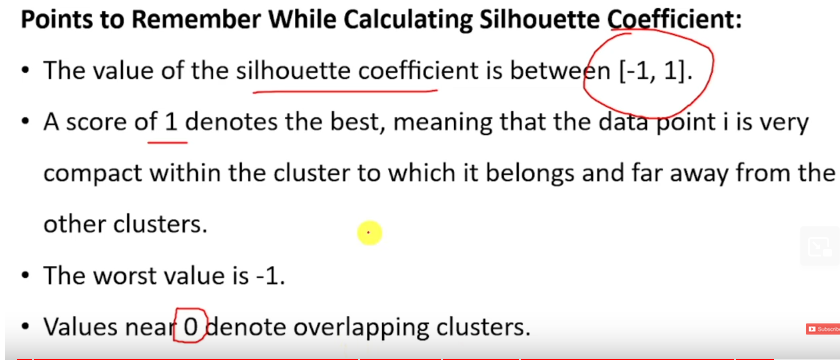 Points to Remember While Calculating Silhouette Coefficient:
• The value of the silhouette coefficient is between [-1, 1].
• A score of 1 denotes the best, meaning that the data point i is very
compact within the cluster to which it belongs and far away from the
other clusters.
• The worst value is -1.
• Values near 0 denote overlapping clusters.